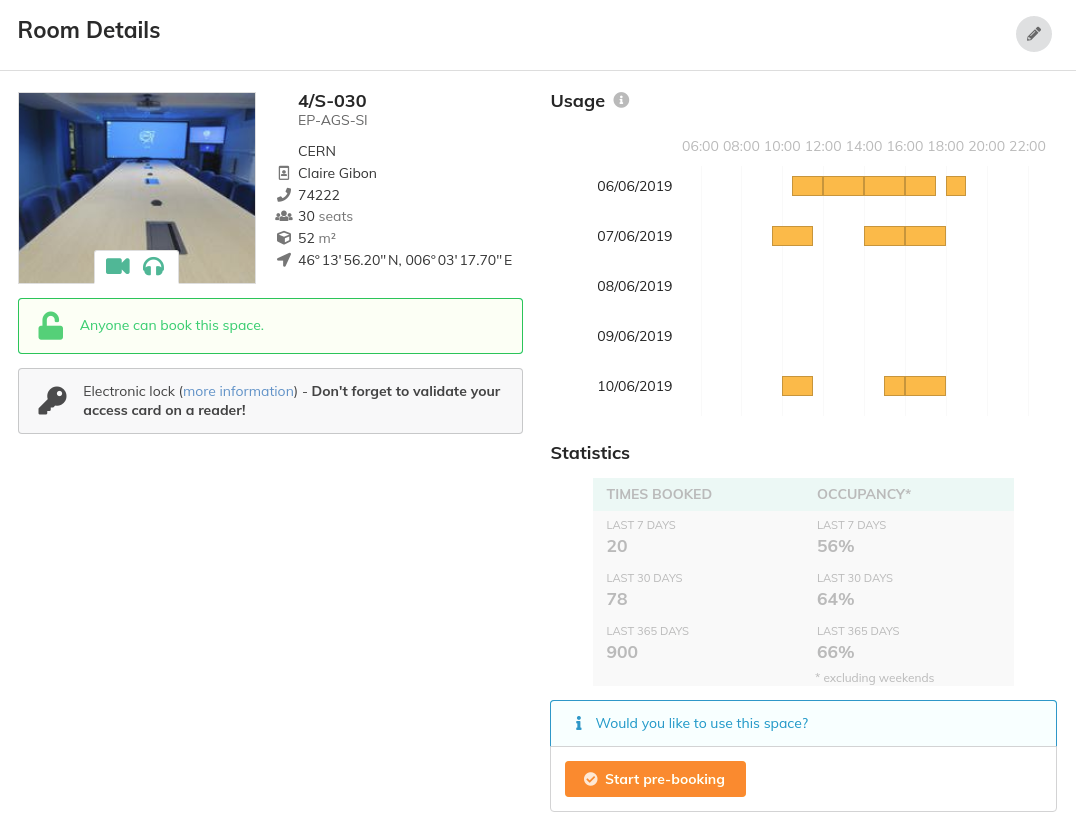 Room Details
4/S-030
EP-AGS-SI
CERN
Claire Gibon
74222
30 seats
52 m²
46° 13' 56.20" N, 006° 03' 17.70" E
Anyone can book this space.
Electronic lock (more information) - Don't forget to validate your
access card on a reader!
Usage
06:00 08:00 10:00 12:00 14:00 16:00 18:00 20:00 22:00
06/06/2019
07/06/2019
08/06/2019
09/06/2019
10/06/2019
Statistics
TIMES BOOKED OCCUPANCY*
LAST 7 DAYS LAST 7 DAYS
20 56%
LAST 30 DAYS LAST 30 DAYS
78 64%
LAST 365 DAYS LAST 365 DAYS
900 66%
* excluding weekends
Would you like to use this space?
Start pre-booking